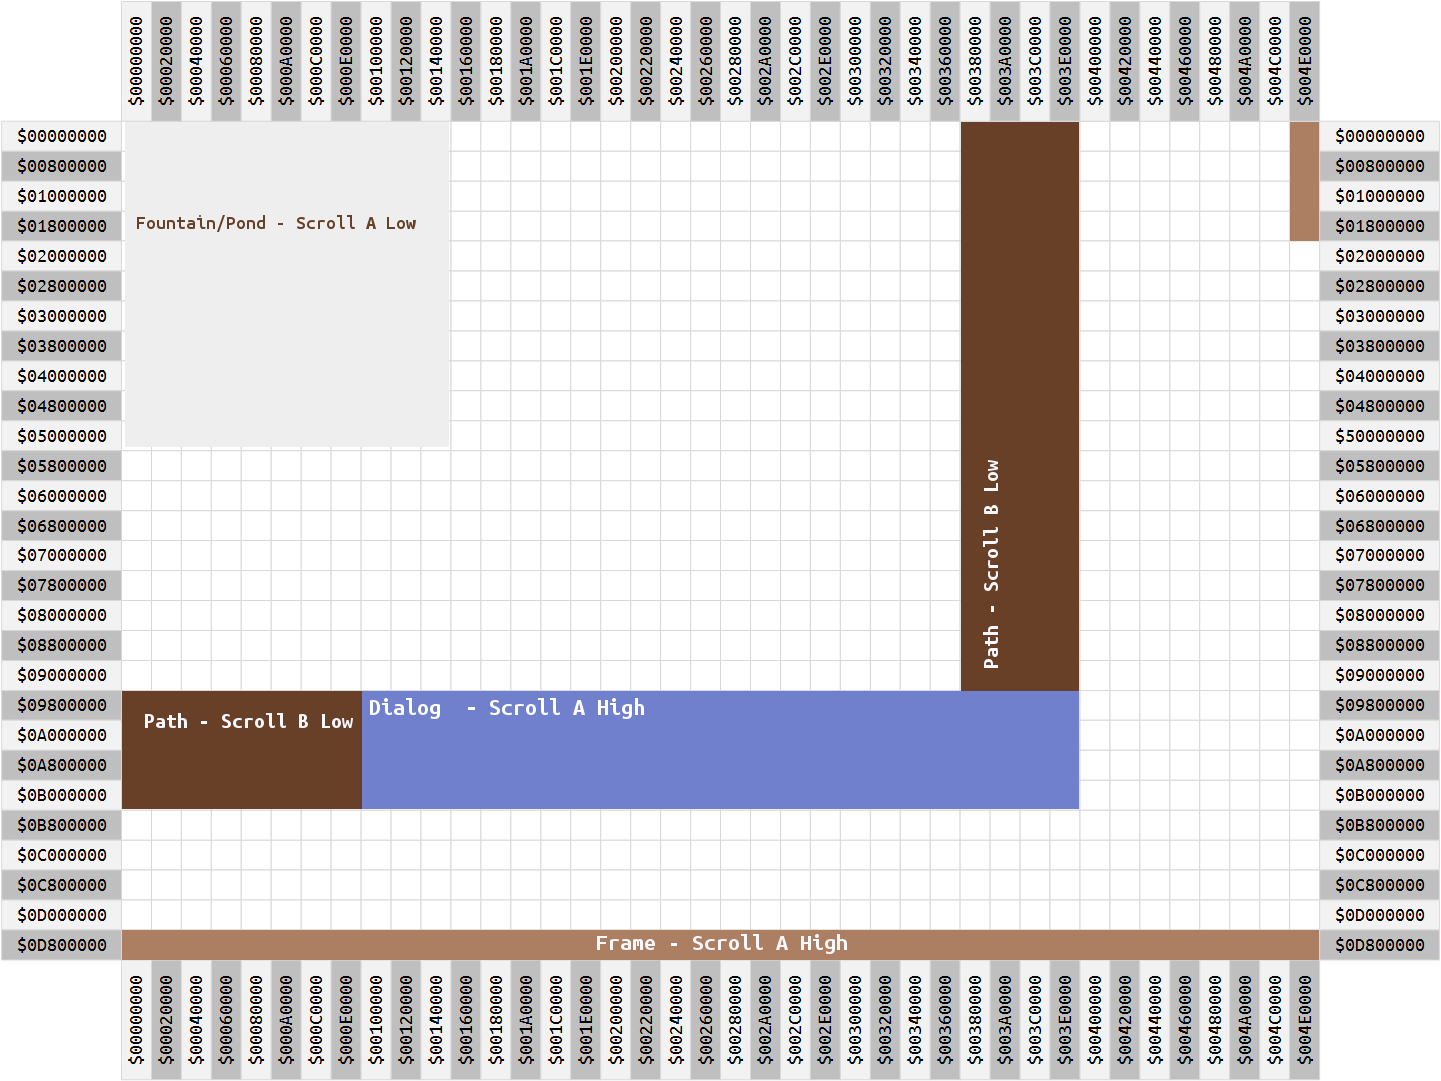 $00000000 $00020000 $00040000 $00060000 $00080000 $000A0000 $000C0000 $000E0000 $00100000 $00120000 $00140000 $00160000 $00180000 $001A0000 $001C0000 $001E0000 $00200000 $00220000 $00240000 $00260000 $00280000 $002A0000 $002C0000 $002E0000 $00300000 $00320000 $00340000 $00360000 $00380000 $003A0000 $003C0000 $003E0000 $00400000 $00420000 $00440000 $00460000 $00480000 $004A0000 $004C0000 $004E0000
$00000000 $00000000
$00800000 $00800000
$01000000 $01000000
$01800000 Fountain/Pond - Scroll A Low $01800000
$02000000 $02000000
$02800000 $02800000
$03000000 $03000000
$03800000 $03800000
$04000000 $04000000
$04800000 $04800000
$05000000 $50000000
$05800000 $05800000
$06000000 $06000000
$06800000 $06800000
$07000000 Path - Scroll B Low $07000000
$07800000 $07800000
$08000000 $08000000
$08800000 $08800000
$09000000 $09000000
$09800000 Dialog - Scroll A High $09800000
Path - Scroll B Low
$0A000000 $0A000000
$0A800000 $0A800000
$0B000000 $0B000000
$0B800000 $0B800000
$0C000000 $0C000000
$0C800000 $0C800000
$0D000000 $0D000000
$0D800000 Frame - Scroll A High $0D800000
$00000000 $00020000 $00040000 $00060000 $00080000 $000A0000 $000C0000 $000E0000 $00100000 $00120000 $00140000 $00160000 $00180000 $001A0000 $001C0000 $001E0000 $00200000 $00220000 $00240000 $00260000 $00280000 $002A0000 $002C0000 $002E0000 $00300000 $00320000 $00340000 $00360000 $00380000 $003A0000 $003C0000 $003E0000 $00400000 $00420000 $00440000 $00460000 $00480000 $004A0000 $004C0000 $004E0000